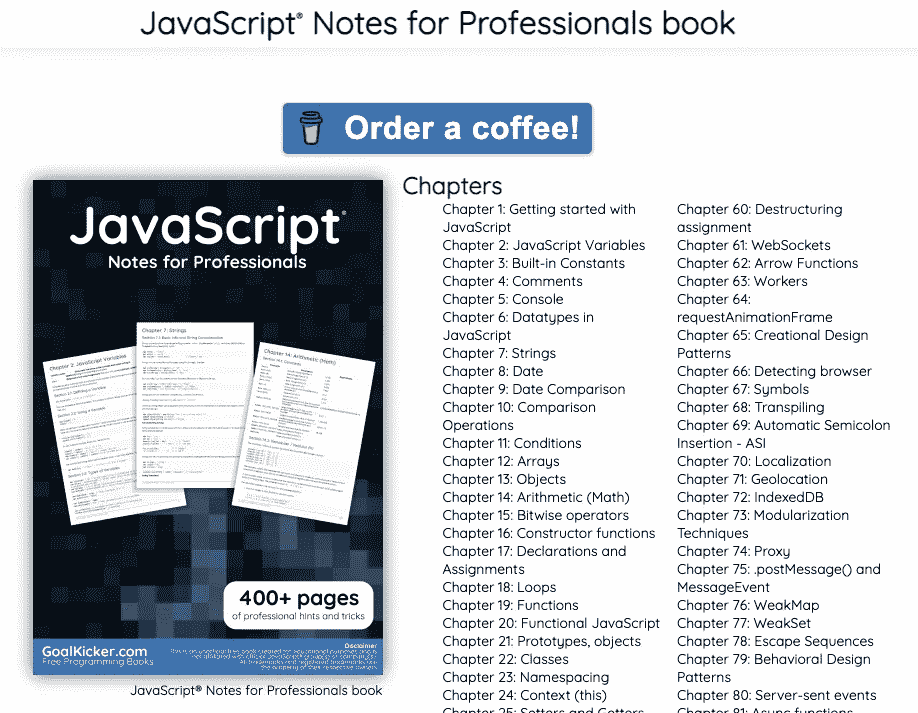 JavaScript® Notes for Professionals book
Order a coffee!
JavaScript®
Notes for Professionals
Chapter 2: JavaScript Variables
Chapter 7: Strings
Chapter 14: Arithmetic (Math)
400+ pages
of professional hints and tricks
GoalKicker.com
Free Programming Books
Disclaimer
JavaScript® Notes for Professionals book
Chapters
Chapter 1: Getting started with
JavaScript
Chapter 2: JavaScript Variables
Chapter 3: Built-in Constants
Chapter 4: Comments
Chapter 5: Console
Chapter 6: Datatypes in
JavaScript
Chapter 7: Strings
Chapter 8: Date
Chapter 9: Date Comparison
Chapter 10: Comparison
Operations
Chapter 11: Conditions
Chapter 12: Arrays
Chapter 13: Objects
Chapter 14: Arithmetic (Math)
Chapter 15: Bitwise operators
Chapter 16: Constructor functions
Chapter 17: Declarations and
Assignments
Chapter 18: Loops
Chapter 19: Functions
Chapter 20: Functional JavaScript
Chapter 21: Prototypes, objects
Chapter 22: Classes
Chapter 23: Namespacing
Chapter 24: Context (this)
Chapter 25: Setters and Getters
Chapter 60: Destructuring
assignment
Chapter 61: WebSockets
Chapter 62: Arrow Functions
Chapter 63: Workers
Chapter 64:
requestAnimationFrame
Chapter 65: Creational Design
Patterns
Chapter 66: Detecting browser
Chapter 67: Symbols
Chapter 68: Transpiling
Chapter 69: Automatic Semicolon
Insertion - ASI
Chapter 70: Localization
Chapter 71: Geolocation
Chapter 72: IndexedDB
Chapter 73: Modularization
Techniques
Chapter 74: Proxy
Chapter 75: .postMessage() and
MessageEvent
Chapter 76: WeakMap
Chapter 77: WeakSet
Chapter 78: Escape Sequences
Chapter 79: Behavioral Design
Patterns
Chapter 80: Server-sent events
Chapter 81: Async functions